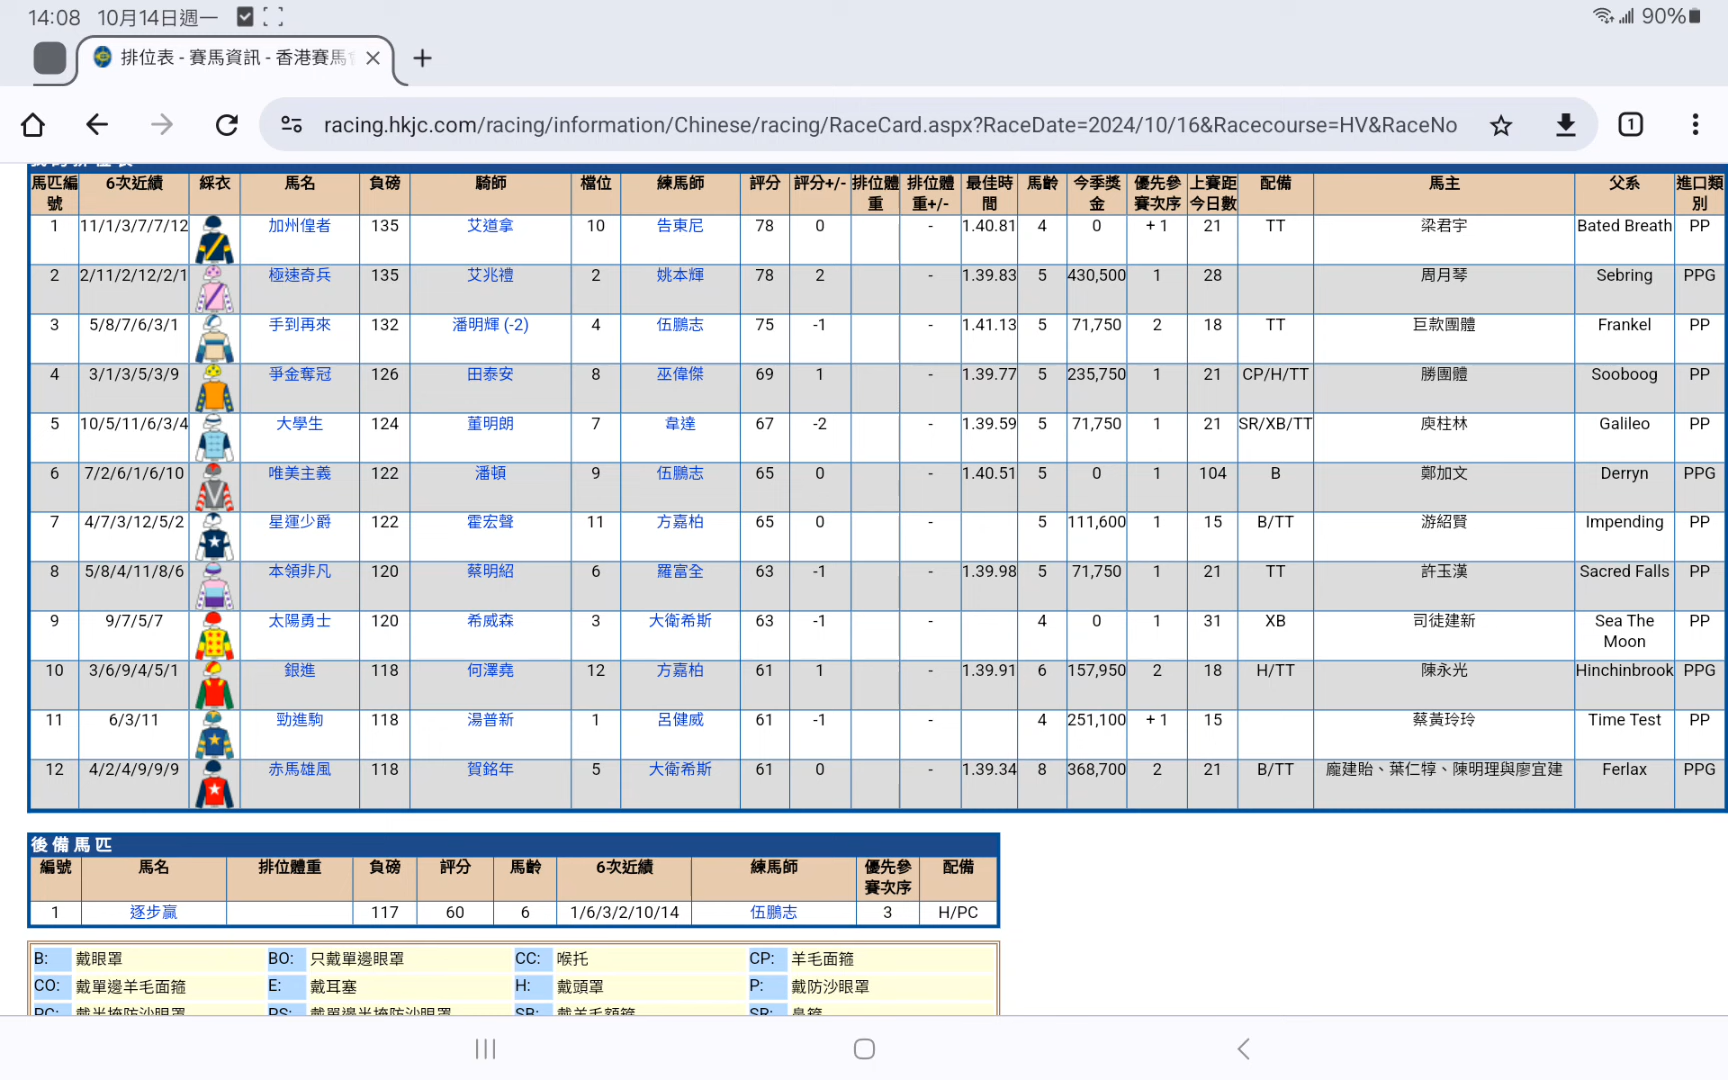 14:08 10月14日週一 90%
排位表 - 賽馬資訊 - 香港賽馬
racing.hkjc.com/racing/information/Chinese/racing/RaceCard.aspx?RaceDate=2024/10/16&Racecourse=HV&RaceNo
1
馬匹編號 6次近績 綵衣 馬名 負磅 騎師 檔位 練馬師 評分 評分+/- 排位體重 排位體重+/- 最佳時間 馬齡 今季獎金 優先參賽次序 上賽距今日數 配備 馬主 父系 進口類別
1 11/1/3/7/7/12 加州偟者 135 艾道拿 10 告東尼 78 0 - 1.40.81 4 0 + 1 21 TT 梁君宇 Bated Breath PP
2 2/11/2/12/2/1 極速奇兵 135 艾兆禮 2 姚本輝 78 2 - 1.39.83 5 430,500 1 28 周月琴 Sebring PPG
3 5/8/7/6/3/1 手到再來 132 潘明輝 (-2) 4 伍鵬志 75 -1 - 1.41.13 5 71,750 2 18 TT 巨款團體 Frankel PP
4 3/1/3/5/3/9 爭金奪冠 126 田泰安 8 巫偉傑 69 1 - 1.39.77 5 235,750 1 21 CP/H/TT 勝團體 Sooboog PP
5 10/5/11/6/3/4 大學生 124 董明朗 7 韋達 67 -2 - 1.39.59 5 71,750 1 21 SR/XB/TT 庾柱林 Galileo PP
6 7/2/6/1/6/10 唯美主義 122 潘頓 9 伍鵬志 65 0 - 1.40.51 5 0 1 104 B 鄭加文 Derryn PPG
7 4/7/3/12/5/2 星運少爵 122 霍宏聲 11 方嘉柏 65 0 - 5 111,600 1 15 B/TT 游紹賢 Impending PP
8 5/8/4/11/8/6 本領非凡 120 蔡明紹 6 羅富全 63 -1 - 1.39.98 5 71,750 1 21 TT 許玉漢 Sacred Falls PP
9 9/7/5/7 太陽勇士 120 希威森 3 大衛希斯 63 -1 - 4 0 1 31 XB 司徒建新 Sea The Moon PP
10 3/6/9/4/5/1 銀進 118 何澤堯 12 方嘉柏 61 1 - 1.39.91 6 157,950 2 18 H/TT 陳永光 Hinchinbrook PPG
11 6/3/11 勁進駒 118 湯普新 1 呂健威 61 -1 - 4 251,100 + 1 15 蔡黃玲玲 Time Test PP
12 4/2/4/9/9/9 赤馬雄風 118 賀銘年 5 大衛希斯 61 0 - 1.39.34 8 368,700 2 21 B/TT 龐建貽、葉仁犉、陳明理與廖宜建 Ferlax PPG
後備馬匹
編號 馬名 排位體重 負磅 評分 馬齡 6次近績 練馬師 優先參賽次序 配備
1 逐步贏 117 60 6 1/6/3/2/10/14 伍鵬志 3 H/PC
B: 戴眼罩 BO: 只戴單邊眼罩 CC: 喉托 CP: 羊毛面箍
CO: 戴單邊羊毛面箍 E: 戴耳塞 H: 戴頭罩 P: 戴防沙眼罩
PC: 戴半掩防沙眼罩 PS: 戴單邊半掩防沙眼罩 SB: 戴羊毛額箍 SR: 鼻箍